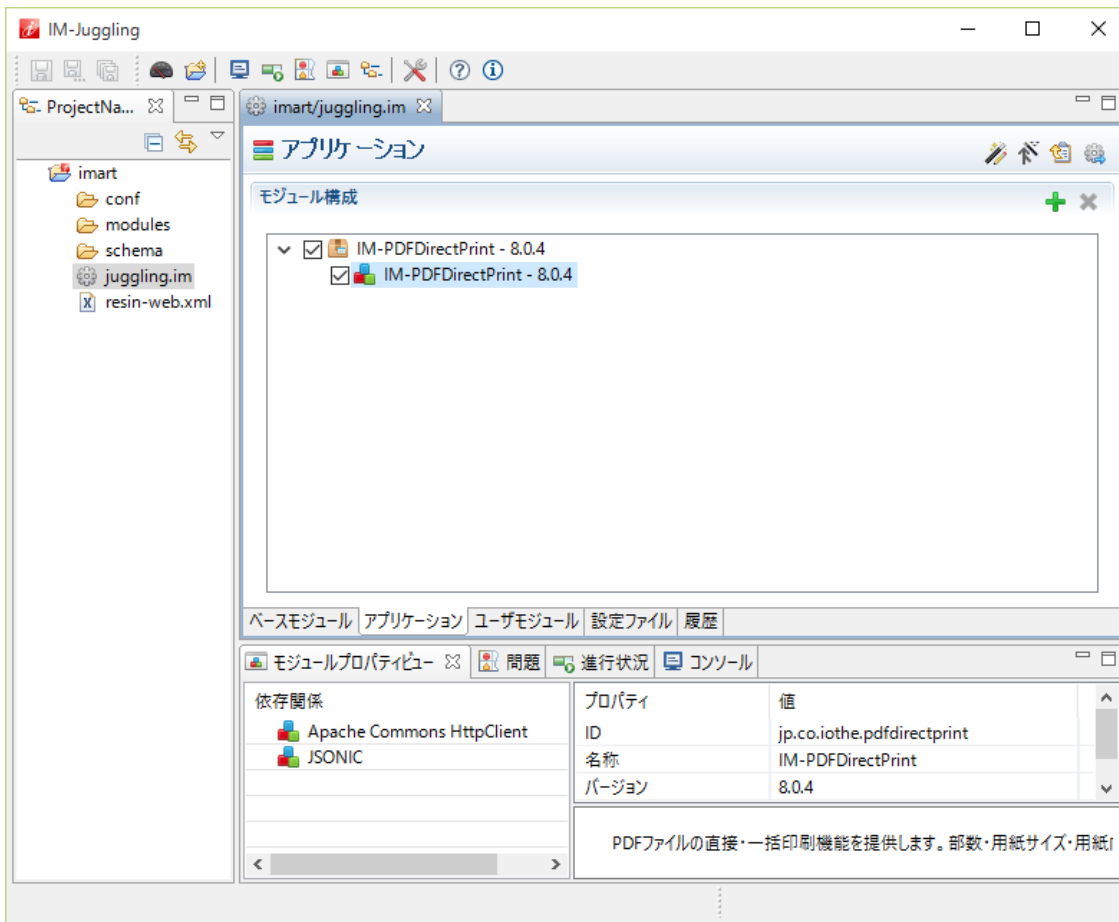 IM-Juggling
ProjectNa...
imart/juggling.im
アプリケーション
imart
conf
modules
schema
juggling.im
resin-web.xml
モジュール構成
IM-PDFDirectPrint - 8.0.4
IM-PDFDirectPrint - 8.0.4
ベースモジュール アプリケーション ユーザモジュール 設定ファイル 履歴
モジュールプロパティビュー 問題 進行状況 コンソール
依存関係
Apache Commons HttpClient
JSONIC
プロパティ 値
ID jp.co.iothe.pdfdirectprint
名称 IM-PDFDirectPrint
バージョン 8.0.4
PDFファイルの直接・一括印刷機能を提供します。部数・用紙サイズ・用紙